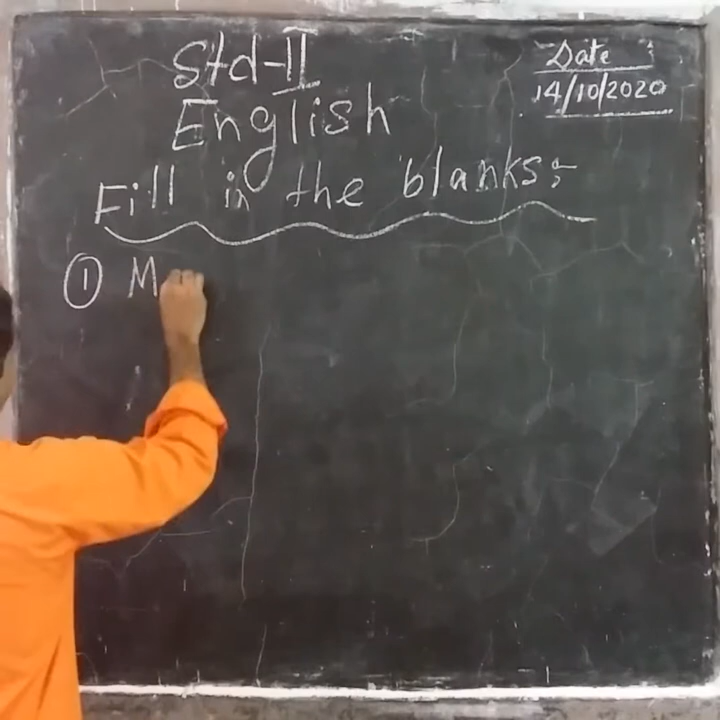 Std-II
Date :
14/10/2020
English
Fill in the blanks:-
① M